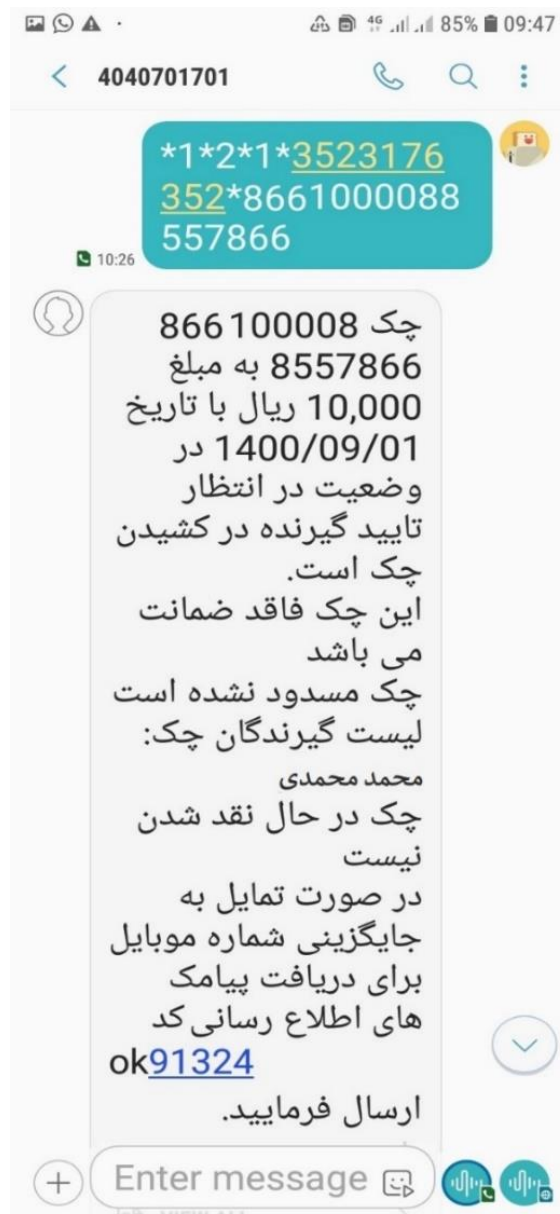 4G 85% 09:47
4040701701
*1*2*1*3523176
352*8661000088
557866
10:26
چک 866100008
8557866 به مبلغ
10,000 ریال با تاریخ
1400/09/01 در
وضعیت در انتظار
تایید گیرنده در کشیدن
چک است.
این چک فاقد ضمانت
می باشد
چک مسدود نشده است
لیست گیرندگان چک:
محمد محمدی
چک در حال نقد شدن
نیست
در صورت تمایل به
جایگزینی شماره موبایل
برای دریافت پیامک
های اطلاع رسانی کد
ok91324
ارسال فرمایید.
Enter message